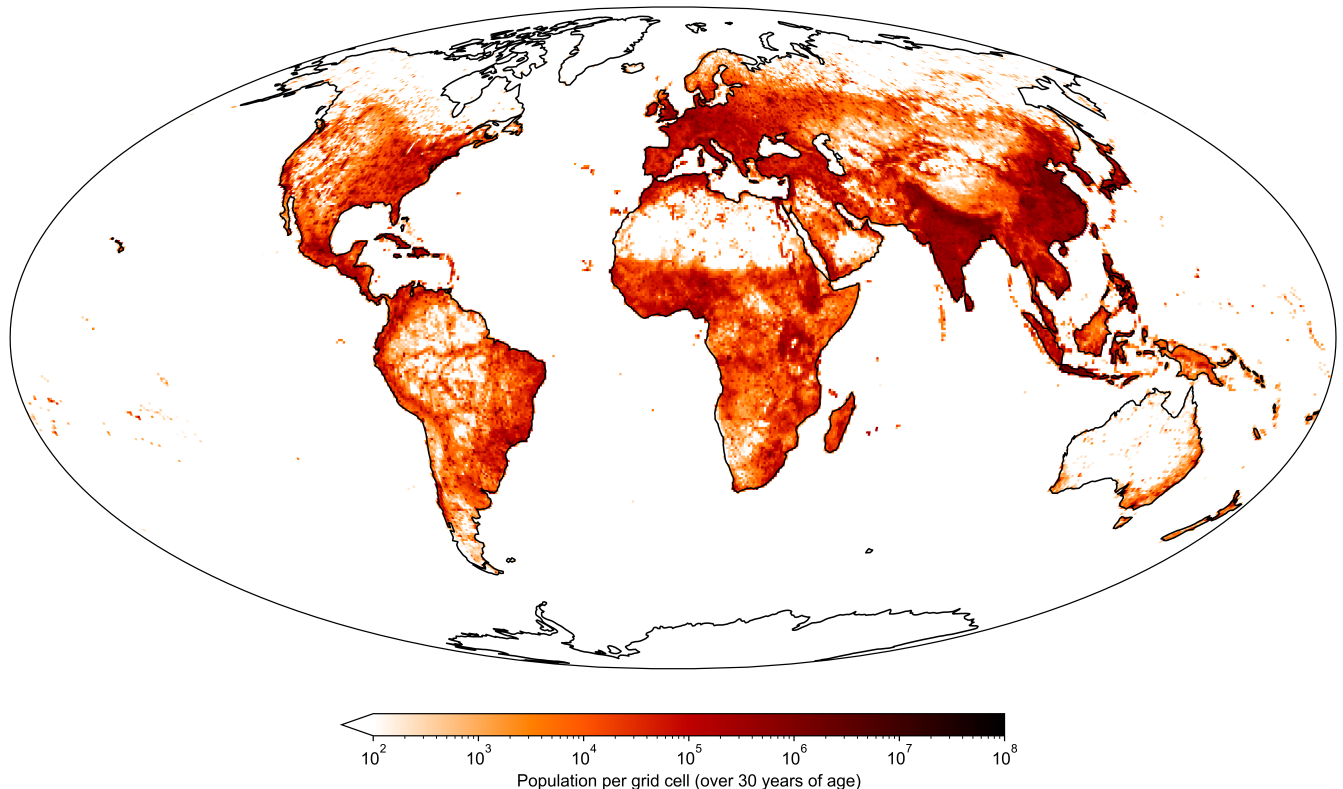 10² 10³ 10⁴ 10⁵ 10⁶ 10⁷ 10⁸
Population per grid cell (over 30 years of age)